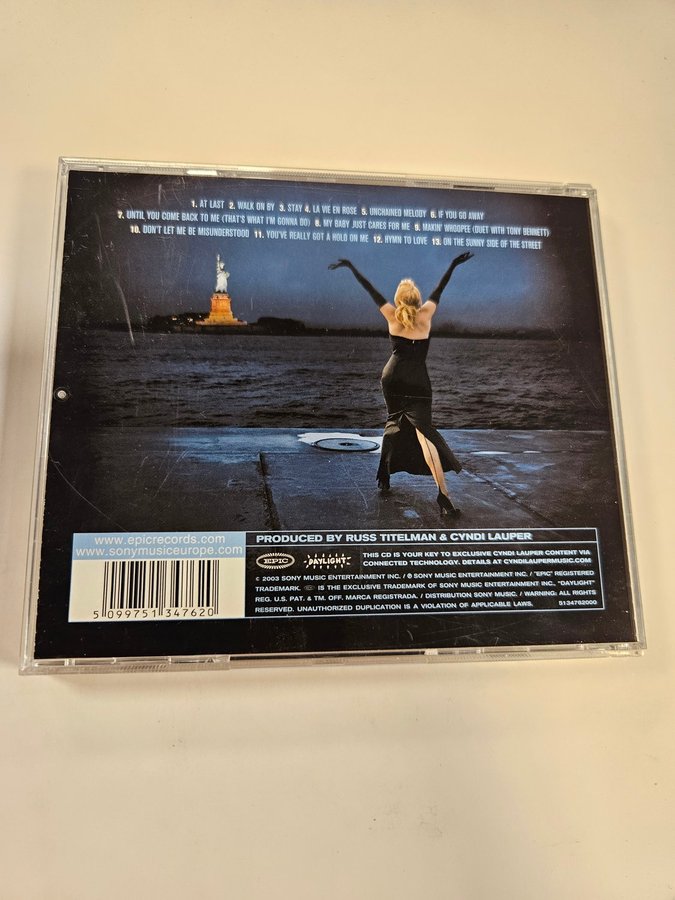 1. AT LAST 2. WALK ON BY 3. STAY 4. LA VIE EN ROSE 5. UNCHAINED MELODY 6. IF YOU GO AWAY
7. UNTIL YOU COME BACK TO ME (THAT'S WHAT I'M GONNA DO) 8. MY BABY JUST CARES FOR ME 9. MAKIN' WHOOPEE (DUET WITH TONY BENNETT)
10. DON'T LET ME BE MISUNDERSTOOD 11. YOU'VE REALLY GOT A HOLD ON ME 12. HYMN TO LOVE 13. ON THE SUNNY SIDE OF THE STREET
www.epicrecords.com
www.sonymusiceurope.com
5 099751 347620
PRODUCED BY RUSS TITELMAN & CYNDI LAUPER
EPIC
DAYLIGHT
THIS CD IS YOUR KEY TO EXCLUSIVE CYNDI LAUPER CONTENT VIA
CONNECTED TECHNOLOGY. DETAILS AT CYNDILAUPERMUSIC.COM
© 2003 SONY MUSIC ENTERTAINMENT INC. / ℗ SONY MUSIC ENTERTAINMENT INC. / "EPIC" REGISTERED
TRADEMARK. IS THE EXCLUSIVE TRADEMARK OF SONY MUSIC ENTERTAINMENT INC. "DAYLIGHT"
REG. U.S. PAT. & TM. OFF. MARCA REGISTRADA. / DISTRIBUTION SONY MUSIC. / WARNING: ALL RIGHTS
RESERVED. UNAUTHORIZED DUPLICATION IS A VIOLATION OF APPLICABLE LAWS. 5134762000